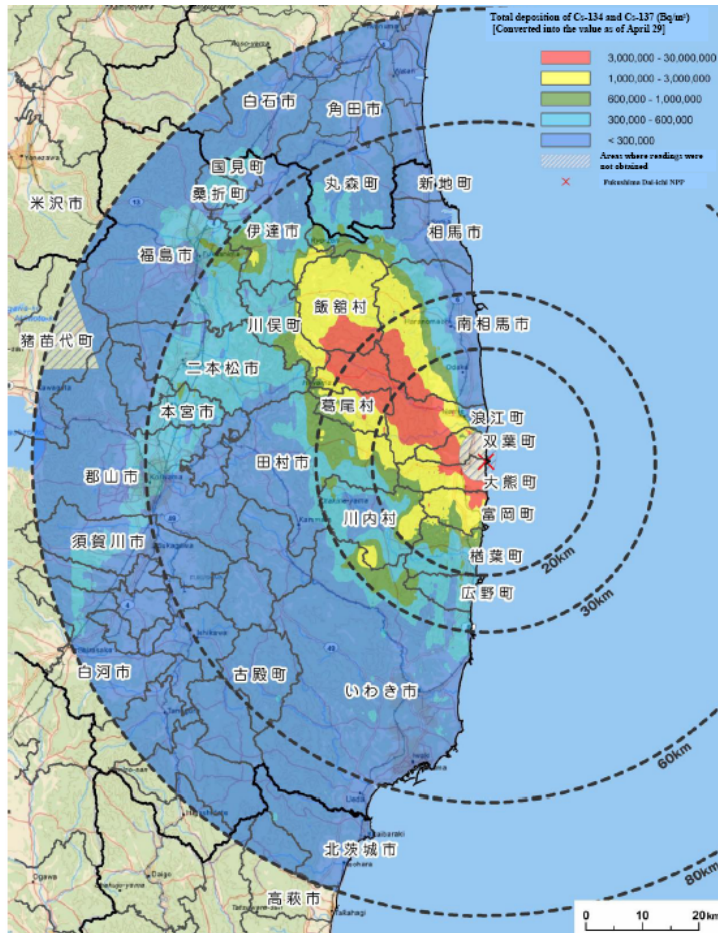 Total deposition of Cs-134 and Cs-137 (Bq/m²)
[Converted into the value as of April 29]
3,000,000 - 30,000,000
1,000,000 - 3,000,000
600,000 - 1,000,000
300,000 - 600,000
< 300,000
Areas where readings were
not obtained
Fukushima Dai-ichi NPP
白石市
角田市
国見町
丸森町
新地町
桑折町
米沢市
伊達市
相馬市
福島市
飯舘村
川俣町
南相馬市
猪苗代町
二本松市
葛尾村
本宮市
浪江町
双葉町
田村市
郡山市
大熊町
川内村
富岡町
須賀川市
楢葉町
20km
広野町
30km
白河市
古殿町
いわき市
60km
北茨城市
80km
高萩市
Ogawa
Daigo
0 10 20 km